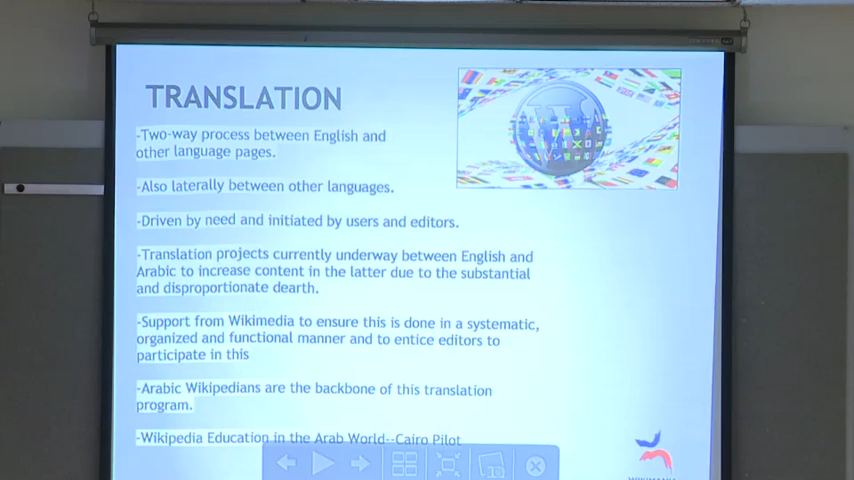 TRANSLATION
-Two-way process between English and
other language pages.
-Also laterally between other languages.
-Driven by need and initiated by users and editors.
-Translation projects currently underway between English and
Arabic to increase content in the latter due to the substantial
and disproportionate dearth.
-Support from Wikimedia to ensure this is done in a systematic,
organized and functional manner and to entice editors to
participate in this
-Arabic Wikipedians are the backbone of this translation
program.
-Wikipedia Education in the Arab World--Cairo Pilot
WIKIMANIA